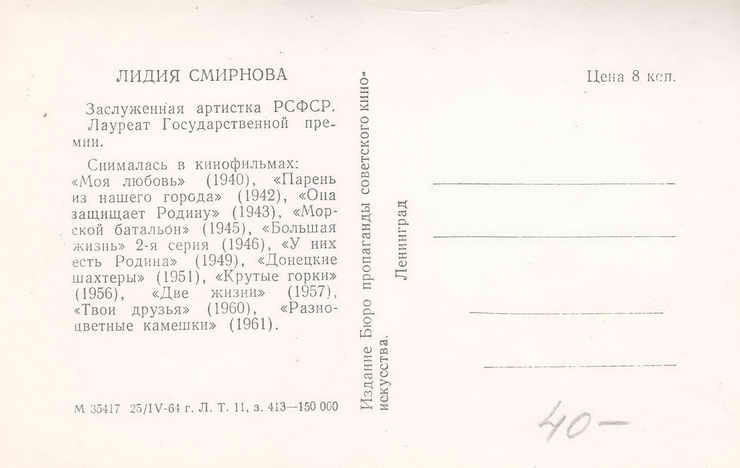 ЛИДИЯ СМИРНОВА
Заслуженная артистка РСФСР.
Лауреат Государственной пре-
мии.
Снималась в кинофильмах:
«Моя любовь» (1940), «Парень
из нашего города» (1942), «Она
защищает Родину» (1943), «Мор-
ской батальон» (1945), «Большая
жизнь» 2-я серия (1946), «У них
есть Родина» (1949), «Донецкие
шахтеры» (1951), «Крутые горки»
(1956), «Две жизни» (1957),
«Твои друзья» (1960), «Разно-
цветные камешки» (1961).
М 35417 25/IV-61 г. Л. Т. 11, з. 413—150 000
Издание Бюро пропаганды советского кино-
искусства.
Ленинград
Цена 8 коп.
40—